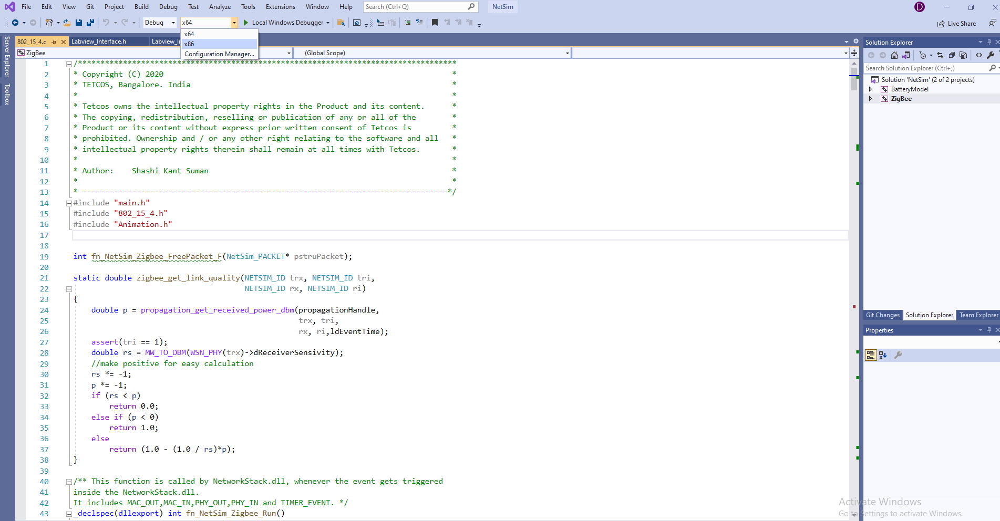 File Edit View Git Project Build Debug Test Analyze Tools Extensions Window Help Search (Ctrl+Q) NetSim
D
Debug x64 Local Windows Debugger Live Share
x64
x86
Configuration Manager...
Server Explorer
Toolbox
802_15_4.c Labview_Interface.h
ZigBee (Global Scope)
1 /************************************************************************************
2 * Copyright (C) 2020 *
3 * TETCOS, Bangalore. India *
4 * *
5 * Tetcos owns the intellectual property rights in the Product and its content. *
6 * The copying, redistribution, reselling or publication of any or all of the *
7 * Product or its content without express prior written consent of Tetcos is *
8 * prohibited. Ownership and / or any other right relating to the software and all *
9 * intellectual property rights therein shall remain at all times with Tetcos. *
10 * *
11 * Author: Shashi Kant Suman *
12 * *
13 * ---------------------------------------------------------------------------------*/
14 #include "main.h"
15 #include "802_15_4.h"
16 #include "Animation.h"
17
18
19 int fn_NetSim_Zigbee_FreePacket_F(NetSim_PACKET* pstruPacket);
20
21 static double zigbee_get_link_quality(NETSIM_ID trx, NETSIM_ID tri,
22 NETSIM_ID rx, NETSIM_ID ri)
23 {
24 double p = propagation_get_received_power_dbm(propagationHandle,
25 trx, tri,
26 rx, ri,ldEventTime);
27 assert(tri == 1);
28 double rs = MW_TO_DBM(WSN_PHY(trx)->dReceiverSensivity);
29 //make positive for easy calculation
30 rs *= -1;
31 p *= -1;
32 if (rs < p)
33 return 0.0;
34 else if (p < 0)
35 return 1.0;
36 else
37 return (1.0 - (1.0 / rs)*p);
38 }
39
40 /** This function is called by NetworkStack.dll, whenever the event gets triggered
41 inside the NetworkStack.dll.
42 It includes MAC_OUT,MAC_IN,PHY_OUT,PHY_IN and TIMER_EVENT. */
43 _declspec(dllexport) int fn_NetSim_Zigbee_Run()
Solution Explorer
Search Solution Explorer (Ctrl+;)
Solution 'NetSim' (2 of 2 projects)
BatteryModel
ZigBee
Git Changes Solution Explorer Team Explorer
Properties
Activate Windows
Go to Settings to activate Windows.